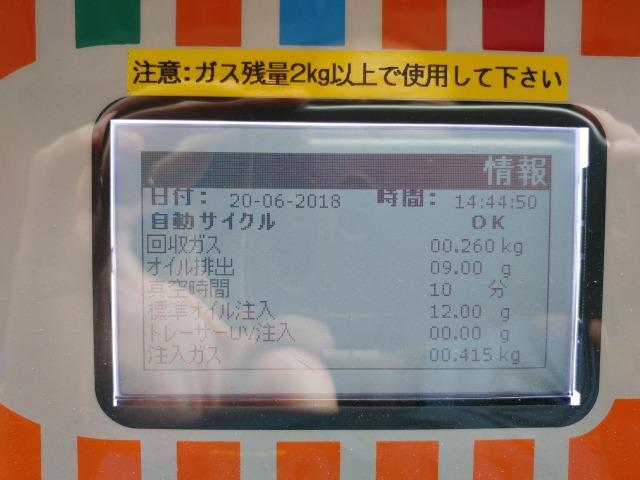 注意:ガス残量2kg以上で使用して下さい
情報
日付: 20-06-2018 時間: 14:44:50
自動サイクル OK
回収ガス 00.260 kg
オイル排出 09.00 g
真空時間 10 分
標準オイル注入 12.00 g
トレーサーUV注入 00.00 g
注入ガス 00.415 kg